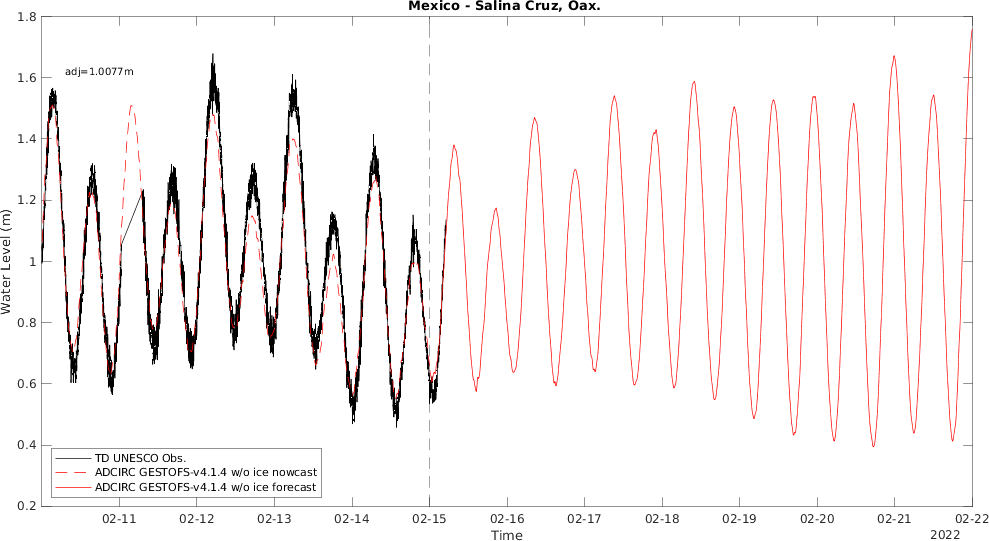 Mexico - Salina Cruz, Oax.
adj=1.0077m
Water Level (m)
1.8
1.6
1.4
1.2
1
0.8
0.6
0.4
0.2
TD UNESCO Obs.
ADCIRC GESTOFS-v4.1.4 w/o ice nowcast
ADCIRC GESTOFS-v4.1.4 w/o ice forecast
02-11 02-12 02-13 02-14 02-15 02-16 02-17 02-18 02-19 02-20 02-21 02-22
Time
2022